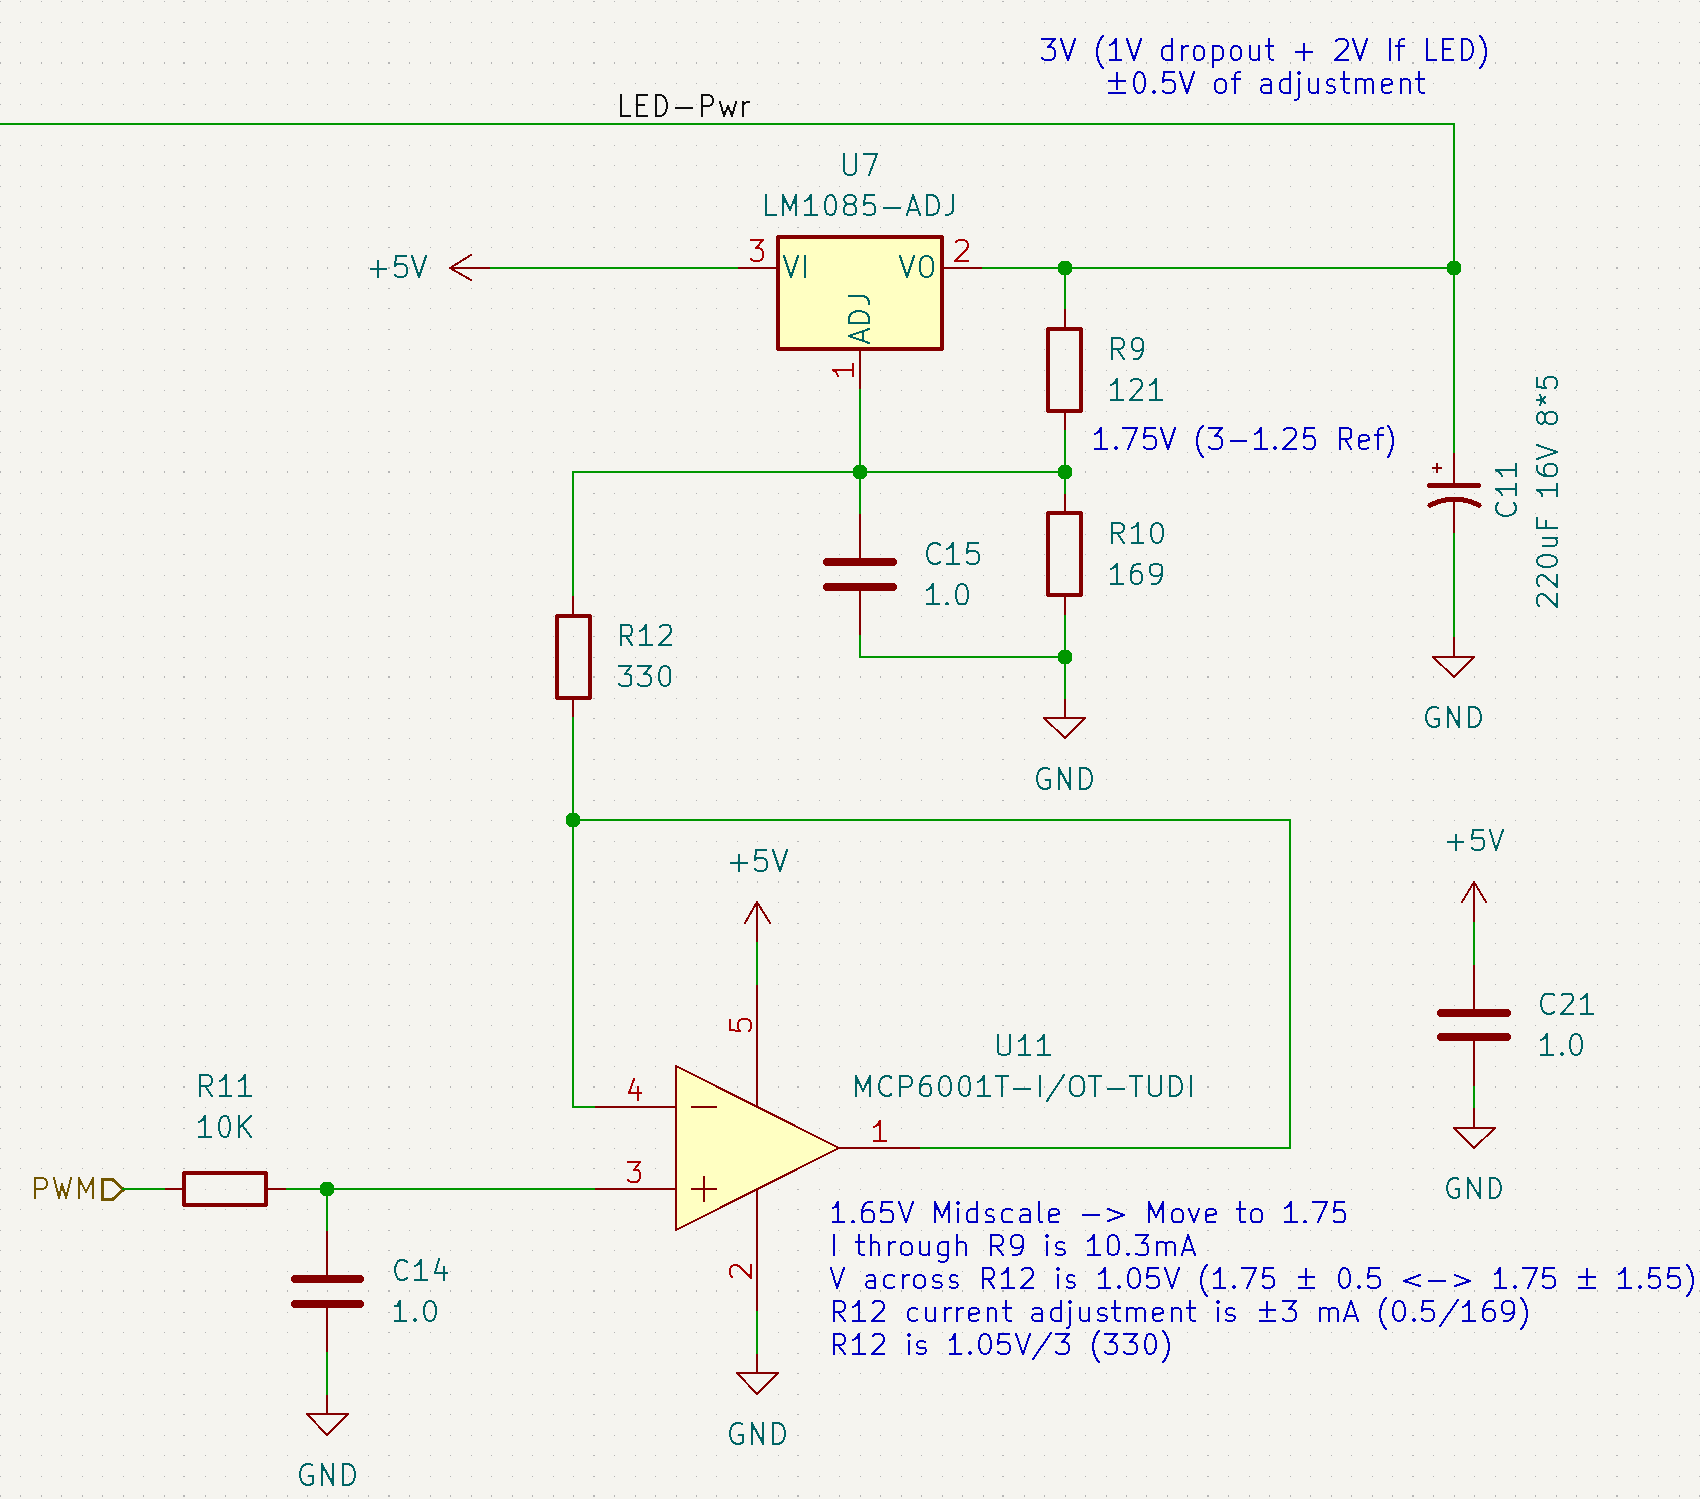 3V (1V dropout + 2V If LED)
±0.5V of adjustment
LED-Pwr
U7
LM1085-ADJ
+5V
3
VI
VO
2
ADJ
1
R9
121
1.75V (3-1.25 Ref)
C11
220uF 16V 8*5
+
C15
1.0
R10
169
R12
330
GND
GND
+5V
+5V
5
U11
MCP6001T-I/OT-TUDI
C21
1.0
4
1
R11
10K
PWM
3
GND
2
1.65V Midscale -> Move to 1.75
I through R9 is 10.3mA
V across R12 is 1.05V (1.75 ± 0.5 <-> 1.75 ± 1.55)
R12 current adjustment is ±3 mA (0.5/169)
R12 is 1.05V/3 (330)
C14
1.0
GND
GND